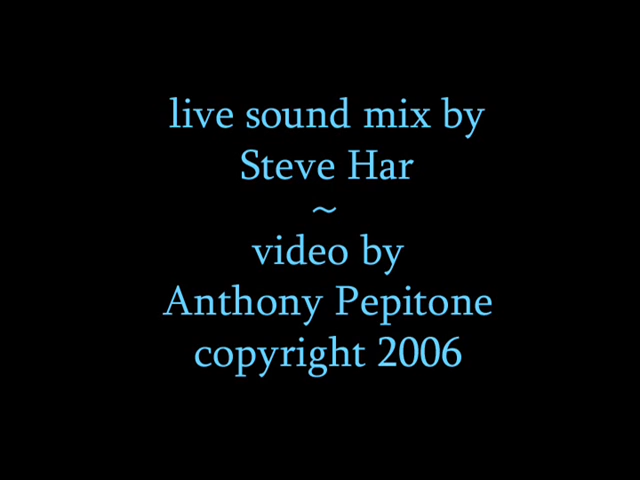 live sound mix by
Steve Har
~
video by
Anthony Pepitone
copyright 2006